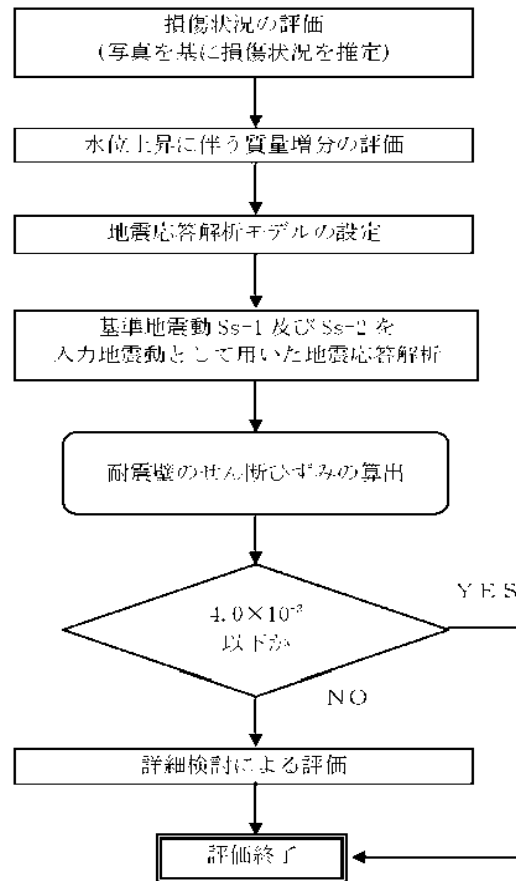 損傷状況の評価
(写真を基に損傷状況を推定)
水位上昇に伴う質量増分の評価
地震応答解析モデルの設定
基準地震動 Ss-1 及び Ss-2 を
入力地震動として用いた地震応答解析
耐震壁のせん断ひずみの算出
4.0×10⁻³
以下か
YES
NO
詳細検討による評価
評価終了